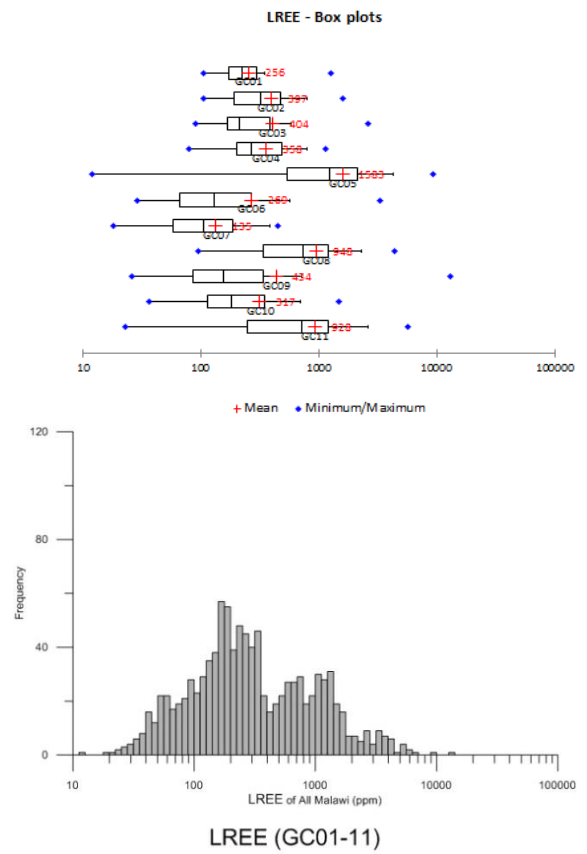 LREE - Box plots
256
GC01
397
GC02
404
GC03
358
GC04
1583
GC05
269
GC06
135
GC07
948
GC08
434
GC09
317
GC10
928
GC11
10 100 1000 10000 100000
Mean Minimum/Maximum
120
80
Frequency
40
0
10 100 1000 10000 100000
LREE of All Malawi (ppm)
LREE (GC01-11)